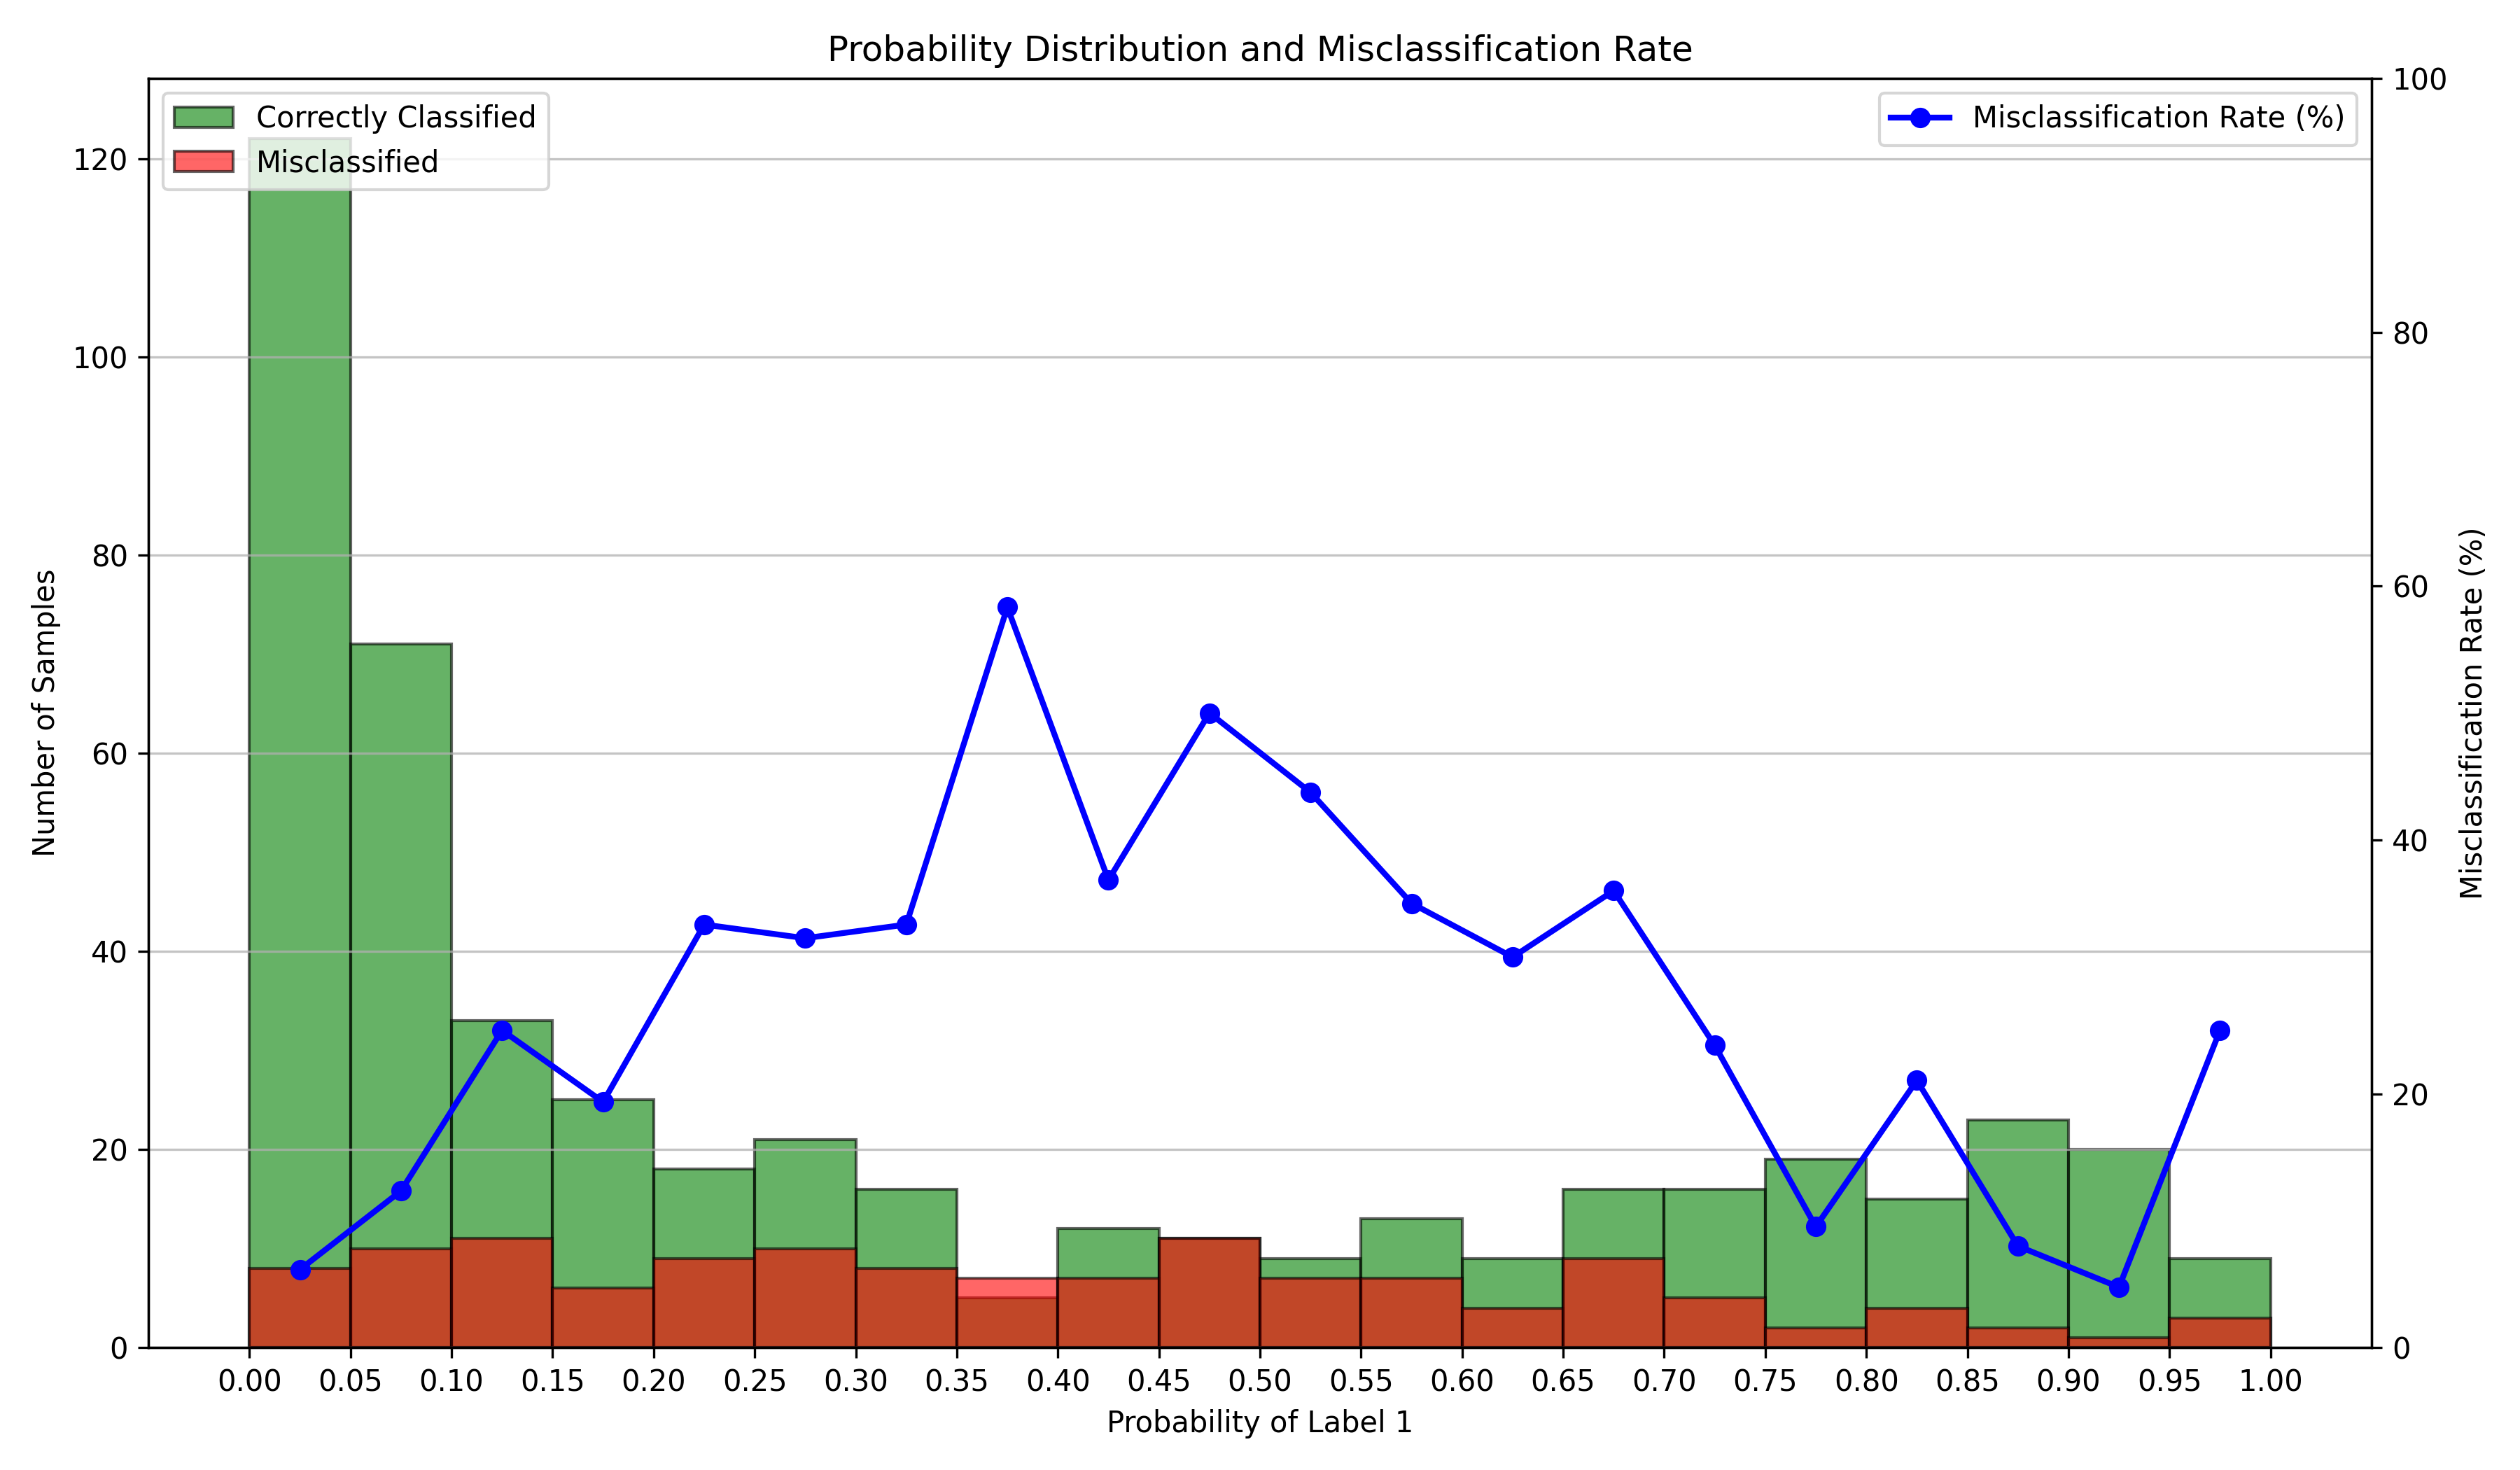 Probability Distribution and Misclassification Rate
Correctly Classified
Misclassified
Misclassification Rate (%)
Number of Samples
120
100
80
60
40
20
0
100
80
60
40
20
0
Misclassification Rate (%)
0.00 0.05 0.10 0.15 0.20 0.25 0.30 0.35 0.40 0.45 0.50 0.55 0.60 0.65 0.70 0.75 0.80 0.85 0.90 0.95 1.00
Probability of Label 1